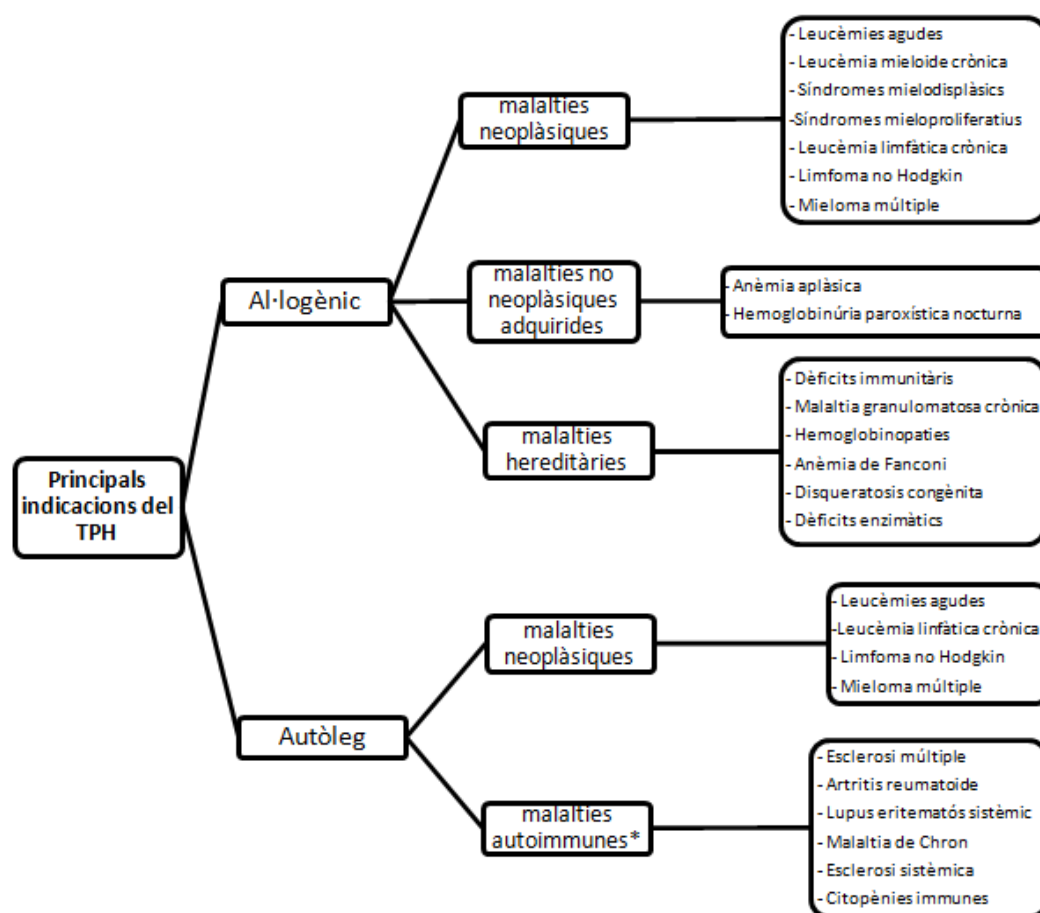 Principals
indicacions del
TPH
Al·logènic
malalties
neoplàsiques
- Leucèmies agudes
- Leucèmia mieloide crònica
- Síndromes mielodisplàsics
-Síndromes mieloproliferatius
- Leucèmia limfàtica crònica
- Limfoma no Hodgkin
- Mieloma múltiple
malalties no
neoplàsiques
adquirides
- Anèmia aplàsica
- Hemoglobinúria paroxística nocturna
malalties
hereditàries
- Dèficits immunitàris
- Malaltia granulomatosa crònica
- Hemoglobinopaties
- Anèmia de Fanconi
- Disqueratosis congènita
- Dèficits enzimàtics
Autòleg
malalties
neoplàsiques
- Leucèmies agudes
-Leucèmia linfàtica crònica
- Limfoma no Hodgkin
- Mieloma múltiple
malalties
autoimmunes*
- Esclerosi múltiple
- Artritis reumatoide
- Lupus eritematós sistèmic
- Malaltia de Chron
- Esclerosi sistèmica
- Citopènies immunes